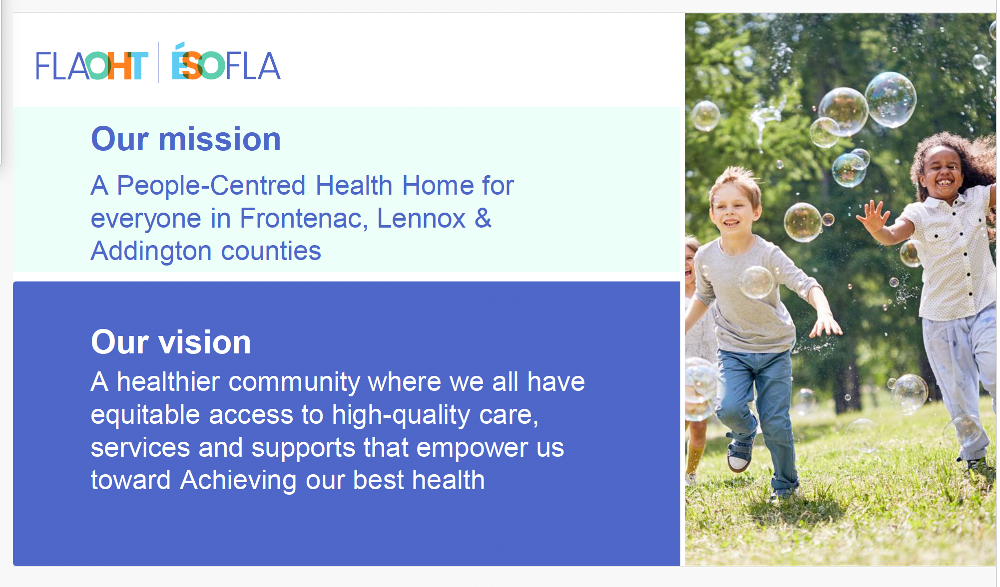 FLAOHT | ÉSOFLA
Our mission
A People-Centred Health Home for
everyone in Frontenac, Lennox &
Addington counties
Our vision
A healthier community where we all have
equitable access to high-quality care,
services and supports that empower us
toward Achieving our best health